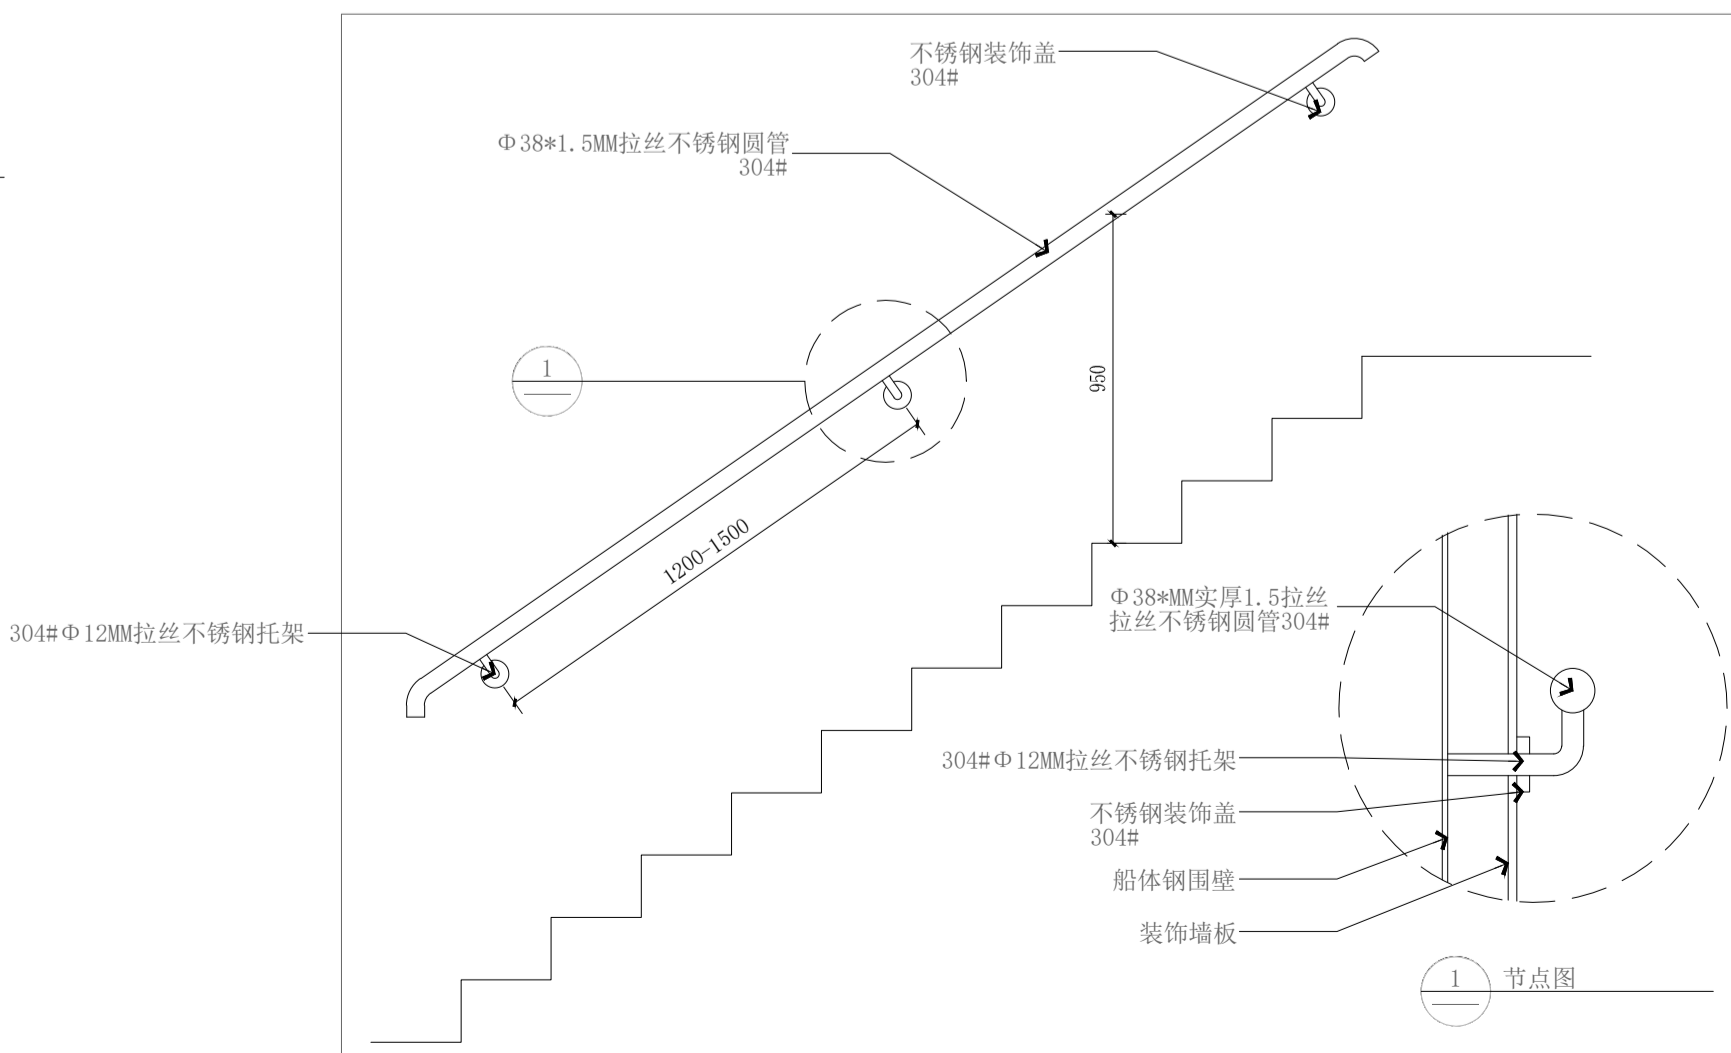 不锈钢装饰盖
304#
Φ38*1.5MM拉丝不锈钢圆管
304#
1
950
1200-1500
304#Φ12MM拉丝不锈钢托架
Φ38*MM实厚1.5拉丝
拉丝不锈钢圆管304#
304#Φ12MM拉丝不锈钢托架
不锈钢装饰盖
304#
船体钢围壁
装饰墙板
1 节点图